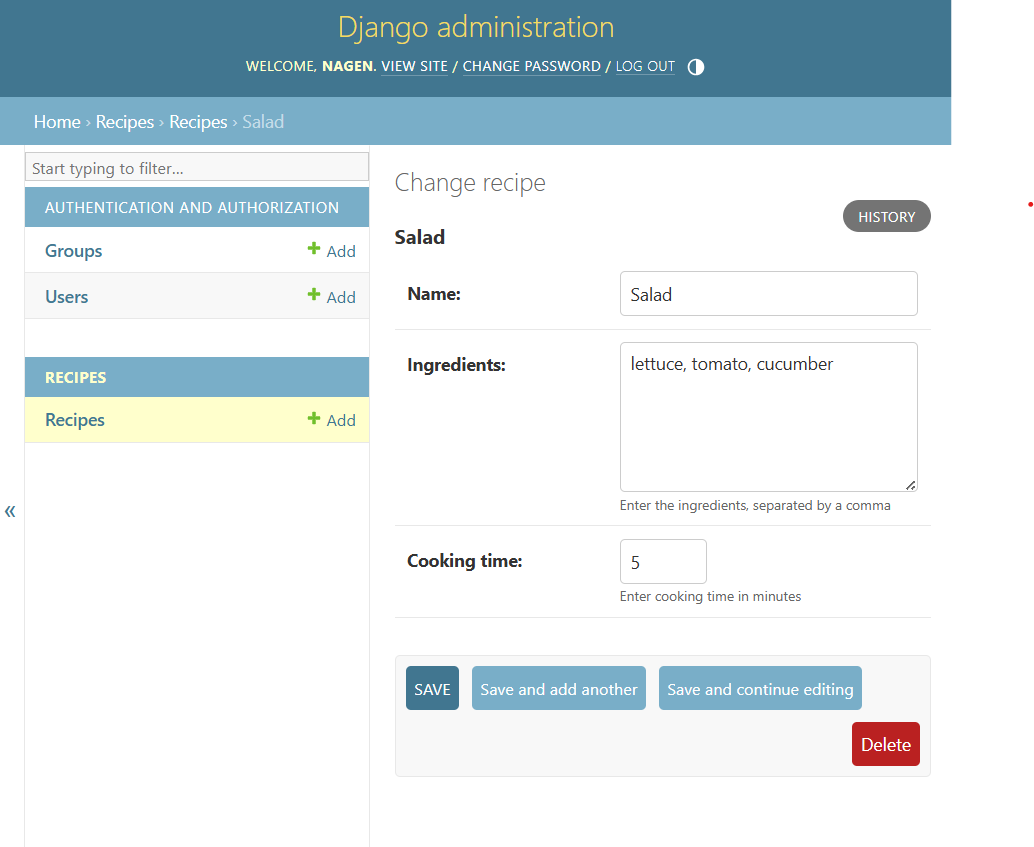 Django administration
WELCOME, NAGEN. VIEW SITE / CHANGE PASSWORD / LOG OUT
Home › Recipes › Recipes › Salad
Start typing to filter...
AUTHENTICATION AND AUTHORIZATION
Groups
Add
Users
Add
RECIPES
Recipes
Add
«
Change recipe
HISTORY
Salad
Name:
Salad
Ingredients:
lettuce, tomato, cucumber
Enter the ingredients, separated by a comma
Cooking time:
5
Enter cooking time in minutes
SAVE
Save and add another
Save and continue editing
Delete